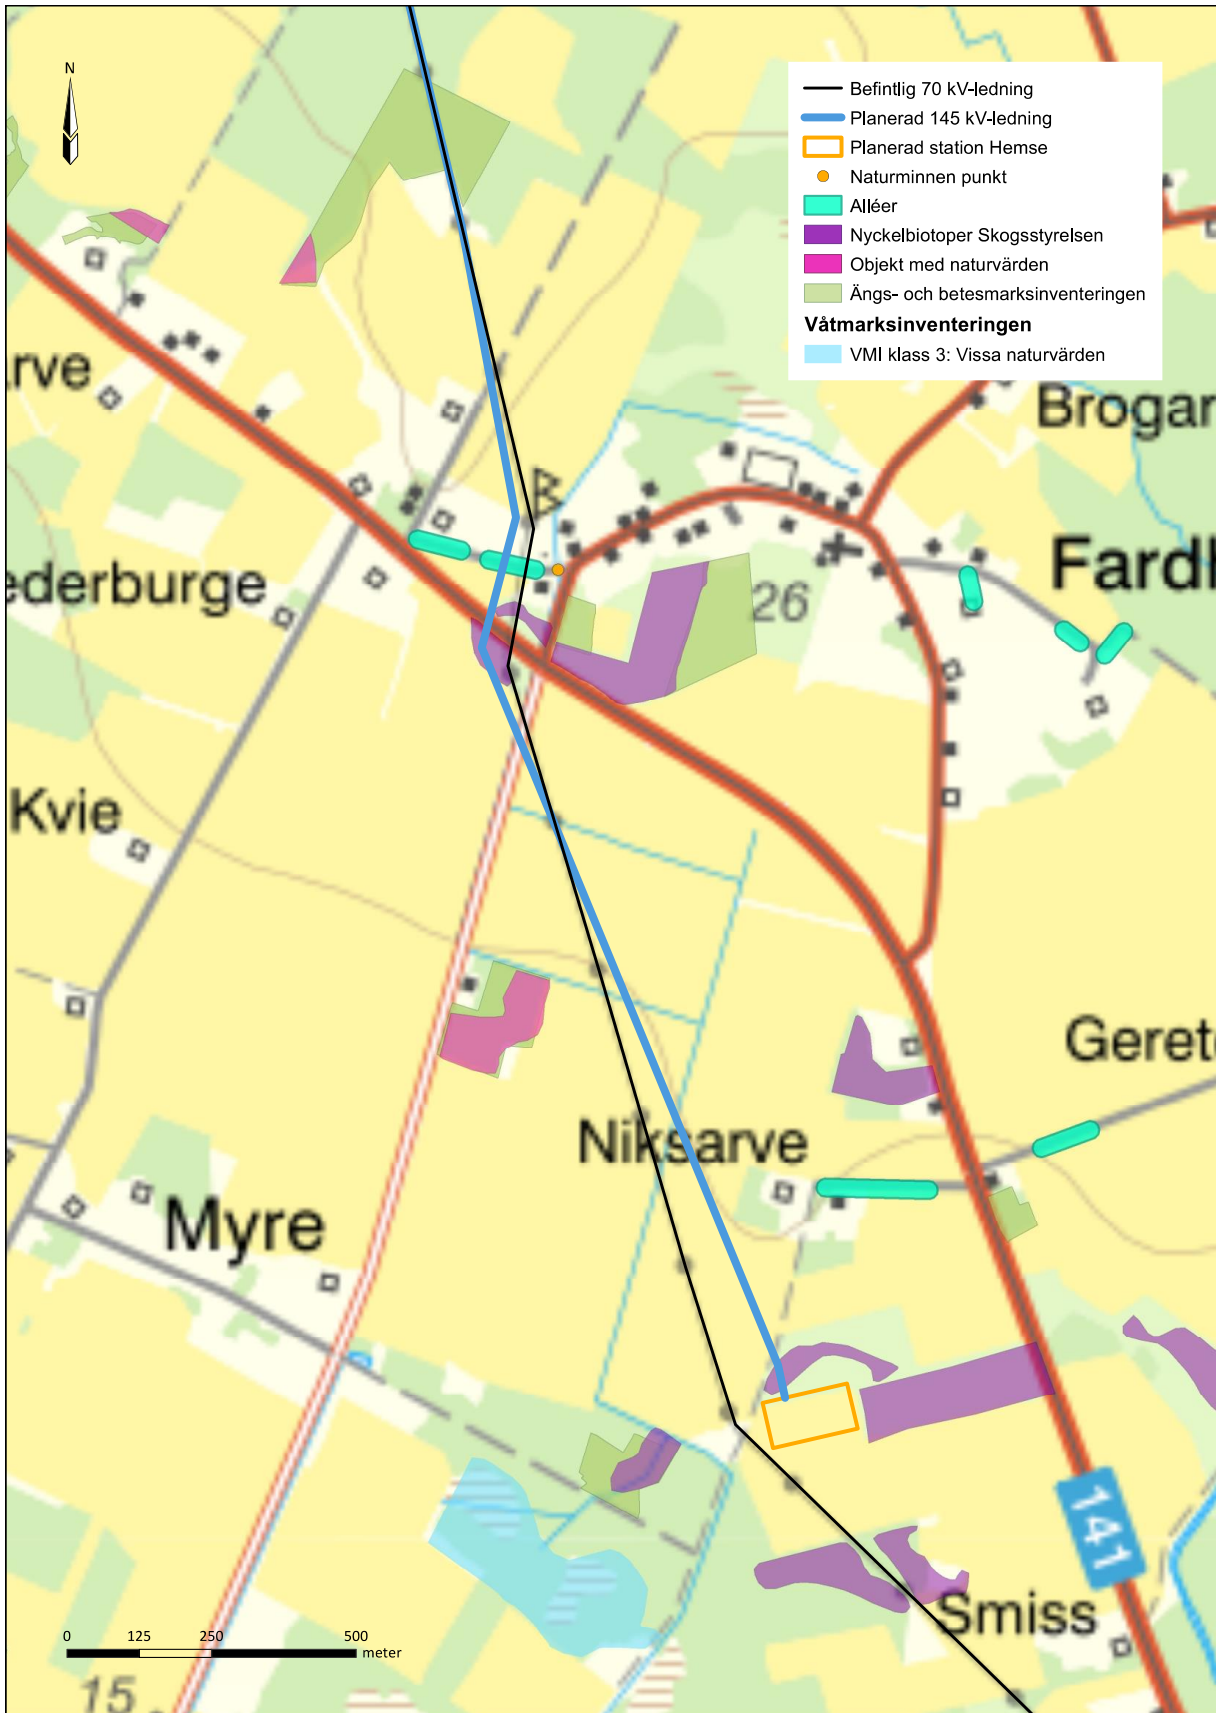 N
Befintlig 70 kV-ledning
Planerad 145 kV-ledning
Planerad station Hemse
Naturminnen punkt
Alléer
Nyckelbiotoper Skogsstyrelsen
Objekt med naturvärden
Ängs- och betesmarksinventeringen
Våtmarksinventeringen
VMI klass 3: Vissa naturvärden
rve
Brogar
ederburge
26
Fardh
Kvie
Geret
Niksarve
Myre
141
Smiss
0 125 250 500
meter
15